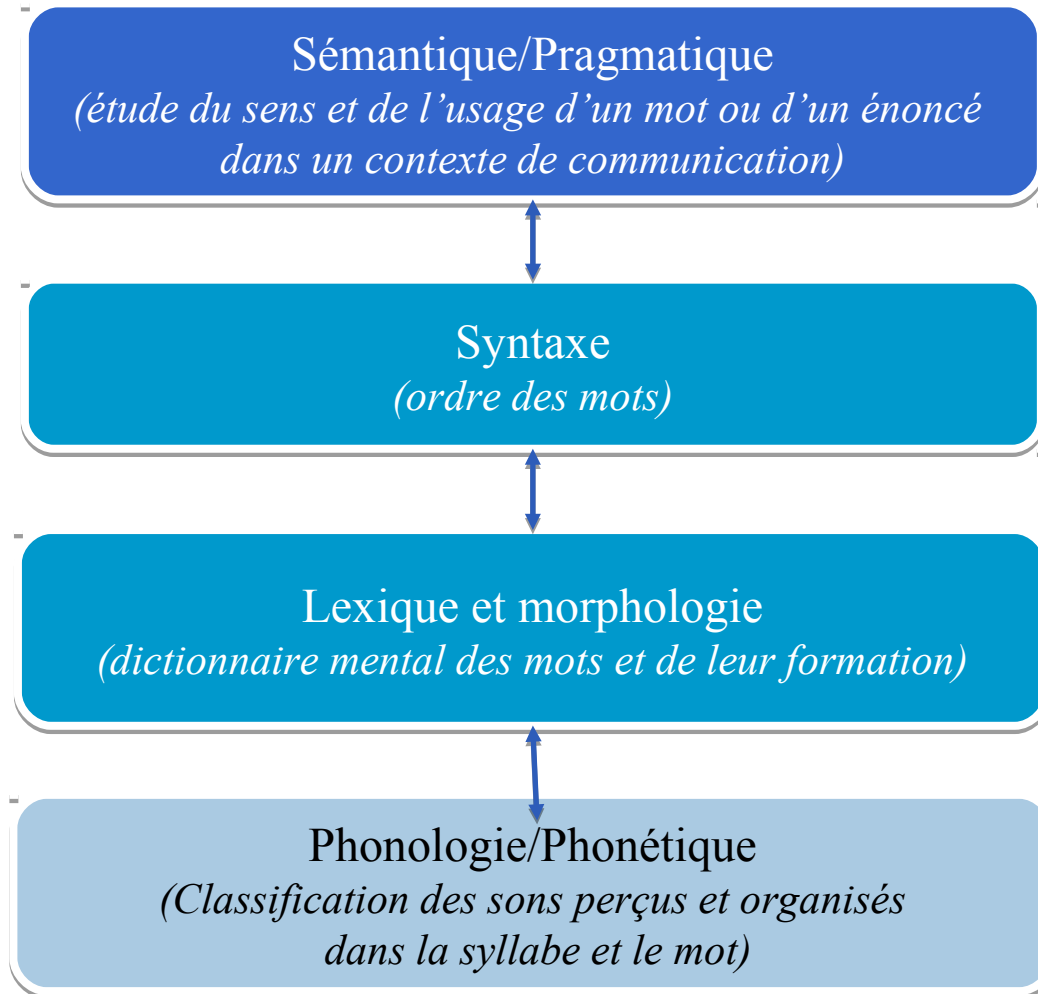 Sémantique/Pragmatique
(étude du sens et de l’usage d’un mot ou d’un énoncé
dans un contexte de communication)
Syntaxe
(ordre des mots)
Lexique et morphologie
(dictionnaire mental des mots et de leur formation)
Phonologie/Phonétique
(Classification des sons perçus et organisés
dans la syllabe et le mot)